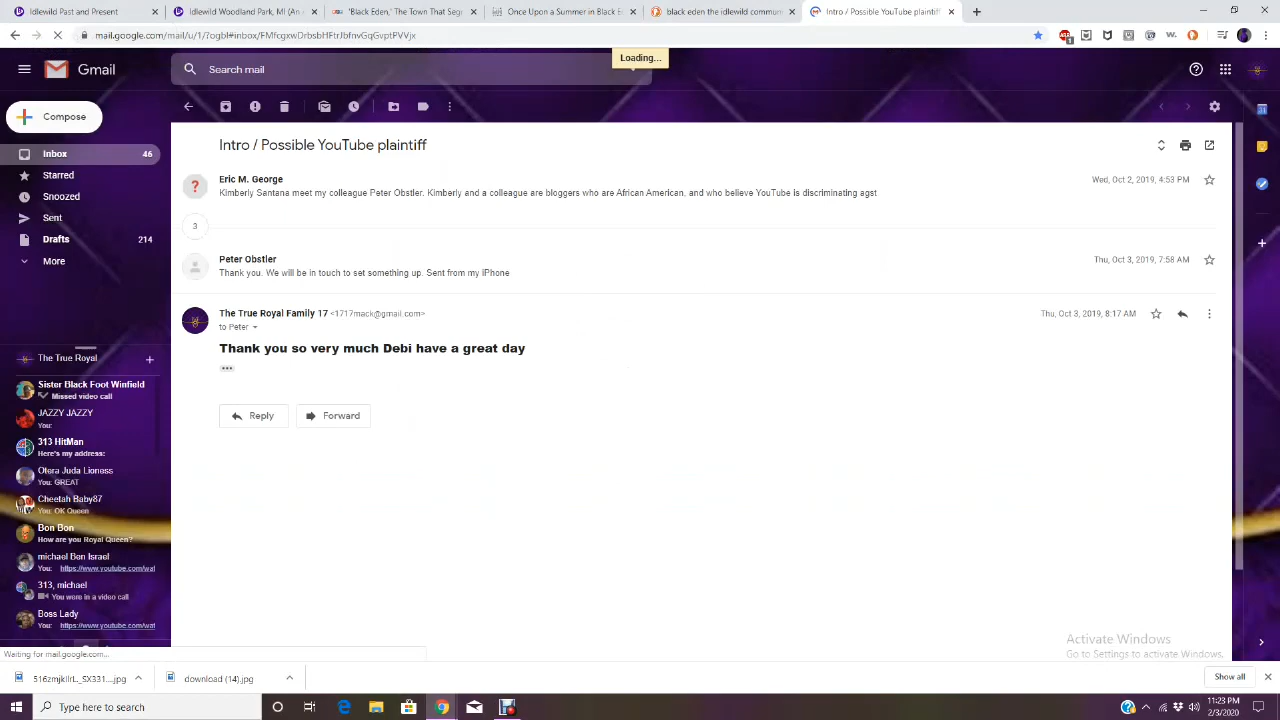 Idlewild: Past and Present
Idlewild Woodland Park, MI (An A
'Black Eden,' The Town That Seg
Once Upon a Summer in Black E
black eden the idlewild commun
Intro / Possible YouTube plaintiff
mail.google.com/mail/u/1/?ogbl#inbox/FMfcgxwDrbsbHFtrJbfnvGqGvptPVVjx
Loading...
Gmail
Search mail
Compose
Inbox 46
Starred
Snoozed
Sent
Drafts 214
More
Intro / Possible YouTube plaintiff
Eric M. George Wed, Oct 2, 2019, 4:53 PM
Kimberly Santana meet my colleague Peter Obstler. Kimberly and a colleague are bloggers who are African American, and who believe YouTube is discriminating agst
3
Peter Obstler Thu, Oct 3, 2019, 7:58 AM
Thank you. We will be in touch to set something up. Sent from my iPhone
The True Royal Family 17 <1717mack@gmail.com> Thu, Oct 3, 2019, 8:17 AM
to Peter
Thank you so very much Debi have a great day
Reply
Forward
The True Royal
Sister Black Foot Winfield
Missed video call
JAZZY JAZZY
You:
313 HitMan
Here's my address:
Otera Juda Lioness
You: GREAT
Cheetah Baby87
You: OK Queen
Bon Bon
How are you Royal Queen?
michael Ben Israel
You: https://www.youtube.com/wat
313, michael
You were in a video call
Boss Lady
You: https://www.youtube.com/wat
Activate Windows
Go to Settings to activate Windows.
Waiting for mail.google.com...
516zmjkIIrL._SX331....jpg
download (14).jpg
Show all
Type here to search
11:23 PM
2/3/2020